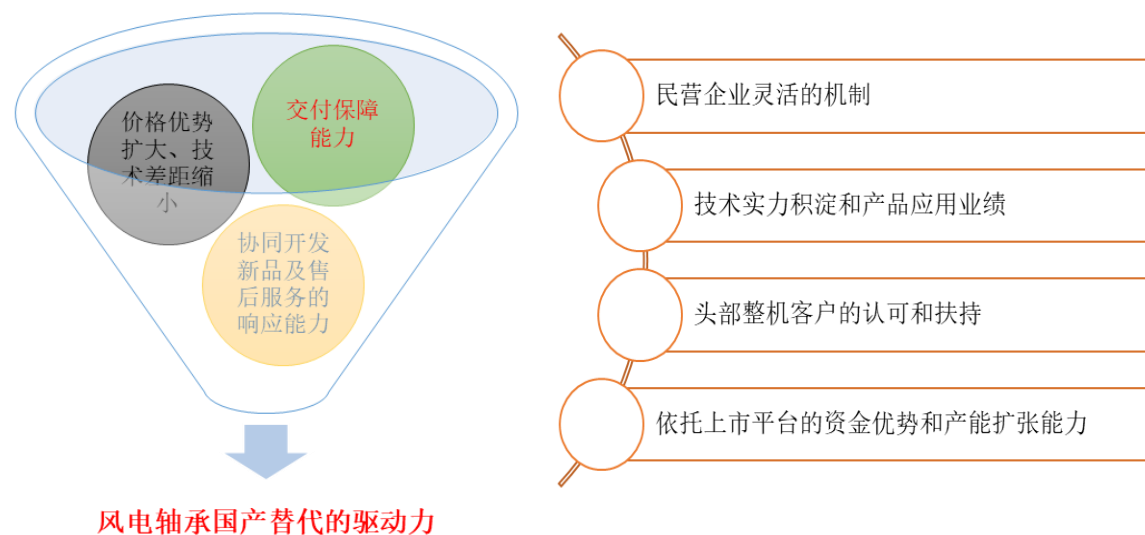 价格优势
扩大、技
术差距缩
小
交付保障
能力
协同开发
新品及售
后服务的
响应能力
风电轴承国产替代的驱动力
民营企业灵活的机制
技术实力积淀和产品应用业绩
头部整机客户的认可和扶持
依托上市平台的资金优势和产能扩张能力